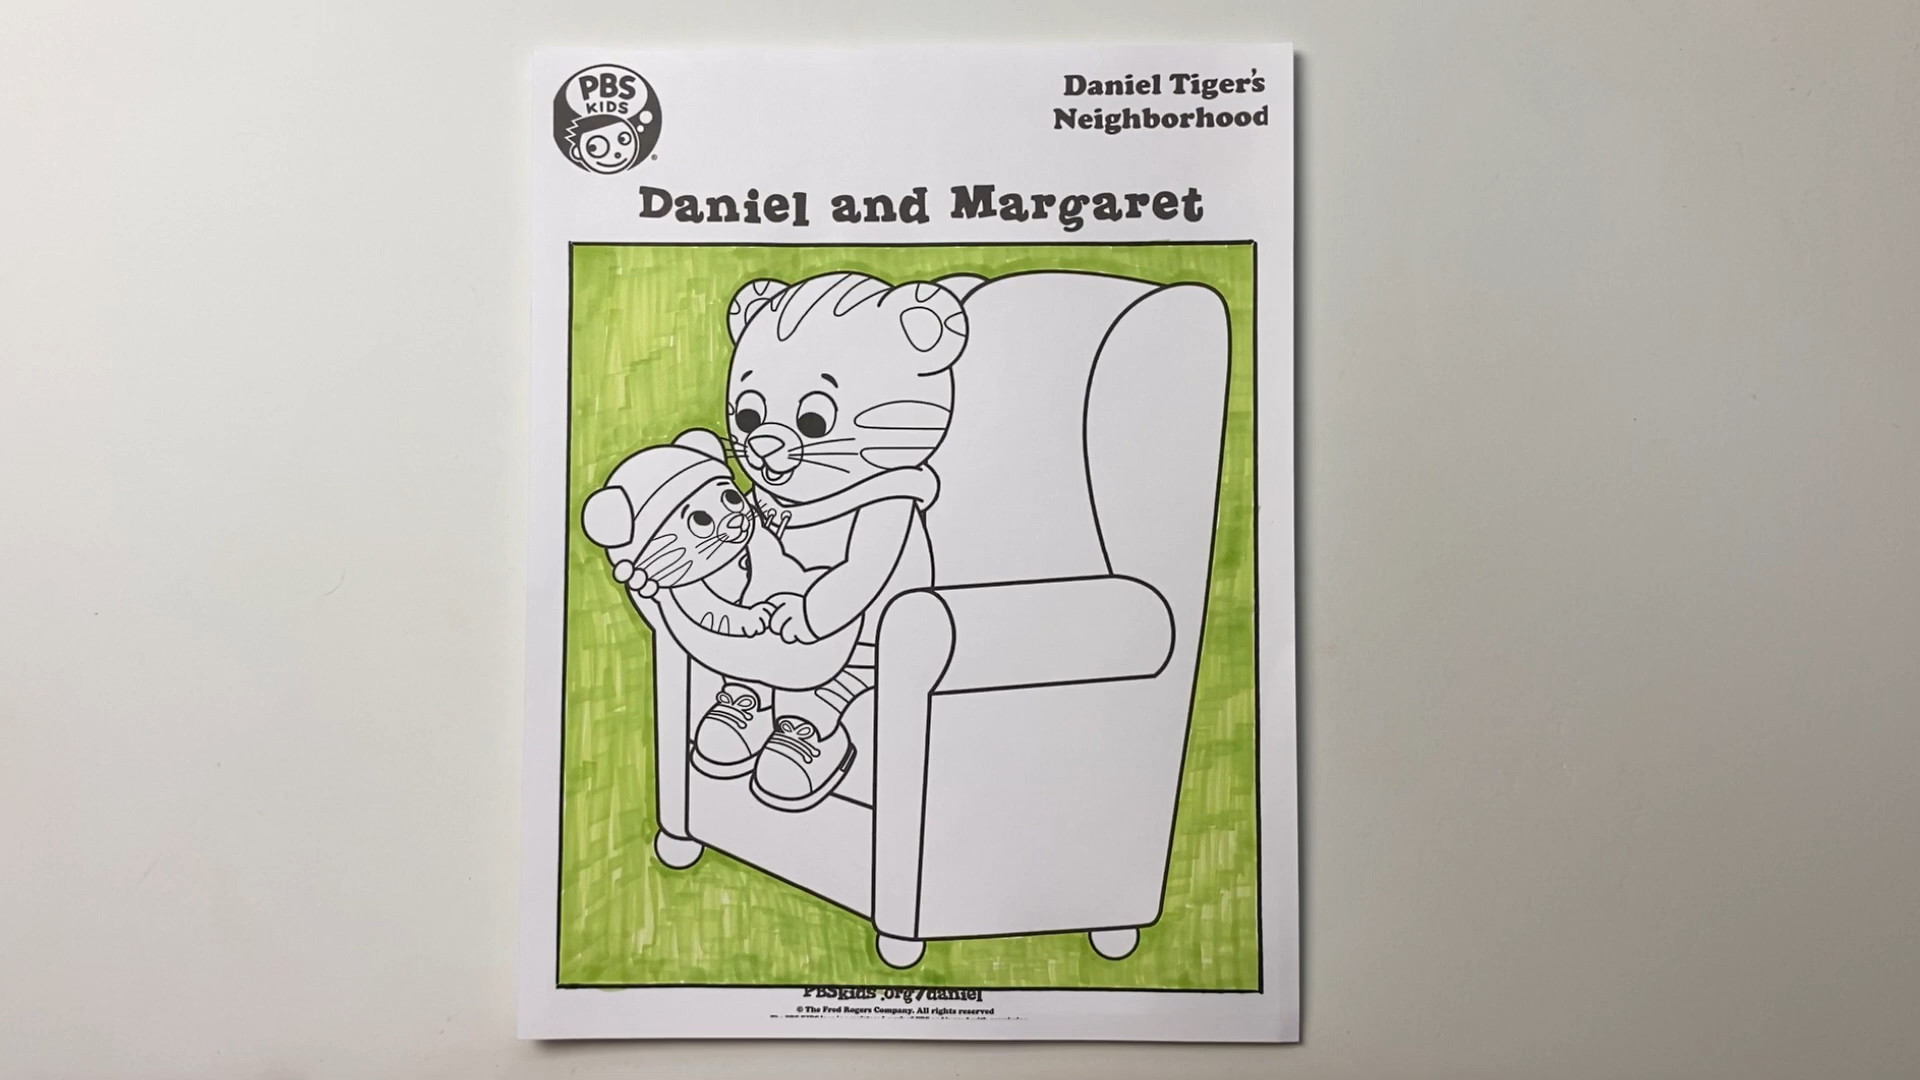 PBS
KIDS
Daniel Tiger's
Neighborhood
Daniel and Margaret
PBSkids.org/daniel
© The Fred Rogers Company. All rights reserved